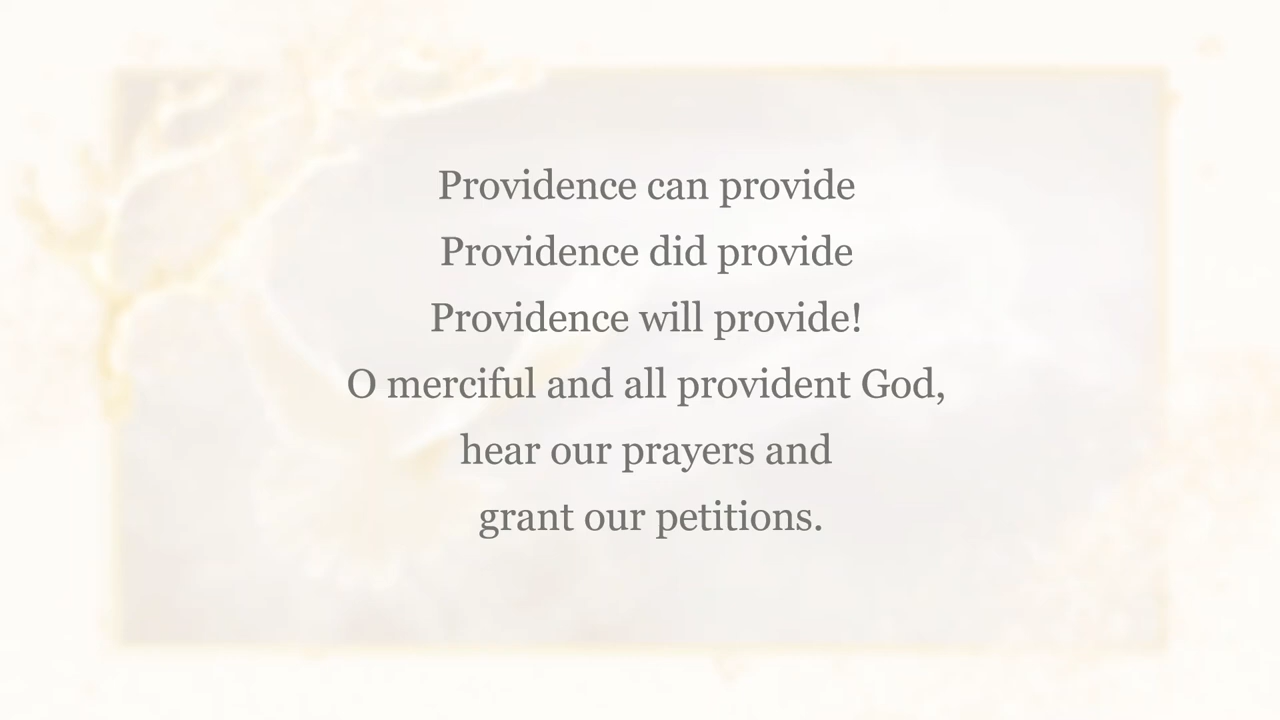 Providence can provide
Providence did provide
Providence will provide!
O merciful and all provident God,
hear our prayers and
grant our petitions.